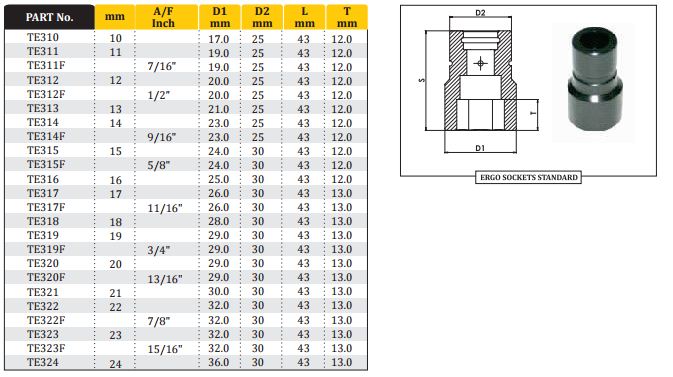 PART No. mm A/F Inch D1 mm D2 mm L mm T mm
TE310 10 17.0 25 43 12.0
TE311 11 19.0 25 43 12.0
TE311F 7/16" 19.0 25 43 12.0
TE312 12 20.0 25 43 12.0
TE312F 1/2" 20.0 25 43 12.0
TE313 13 21.0 25 43 12.0
TE314 14 23.0 25 43 12.0
TE314F 9/16" 23.0 25 43 12.0
TE315 15 24.0 30 43 12.0
TE315F 5/8" 24.0 30 43 12.0
TE316 16 25.0 30 43 12.0
TE317 17 26.0 30 43 13.0
TE317F 11/16" 26.0 30 43 13.0
TE318 18 28.0 30 43 13.0
TE319 19 29.0 30 43 13.0
TE319F 3/4" 29.0 30 43 13.0
TE320 20 29.0 30 43 13.0
TE320F 13/16" 29.0 30 43 13.0
TE321 21 30.0 30 43 13.0
TE322 22 32.0 30 43 13.0
TE322F 7/8" 32.0 30 43 13.0
TE323 23 32.0 30 43 13.0
TE323F 15/16" 32.0 30 43 13.0
TE324 24 36.0 30 43 13.0
D2
S
T
D1
ERGO SOCKETS STANDARD